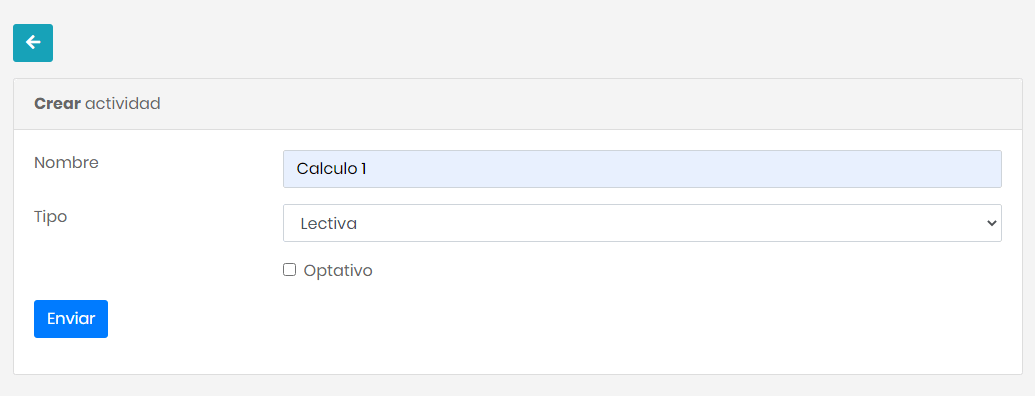 Crear actividad
Nombre
Calculo 1
Tipo
Lectiva
Optativo
Enviar